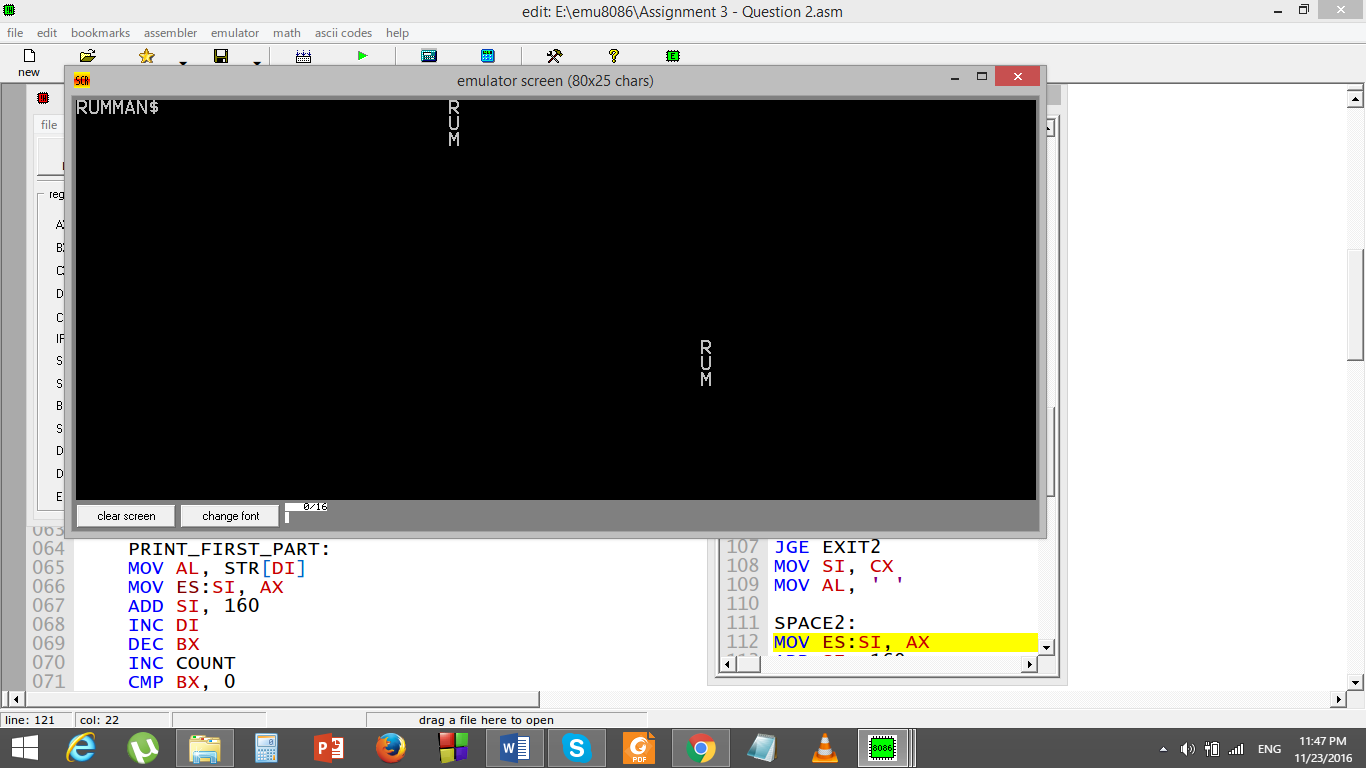 edit: E:\emu8086\Assignment 3 - Question 2.asm
file edit bookmarks assembler emulator math ascii codes help
new
emulator screen (80x25 chars)
file
RUMMAN$
R
U
M
R
U
M
clear screen change font 0/16
063
064 PRINT_FIRST_PART:
065 MOV AL, STR[DI]
066 MOV ES:SI, AX
067 ADD SI, 160
068 INC DI
069 DEC BX
070 INC COUNT
071 CMP BX, 0
107 JGE EXIT2
108 MOV SI, CX
109 MOV AL, ' '
110
111 SPACE2:
112 MOV ES:SI, AX
line: 121 col: 22 drag a file here to open
8086
PDF
ENG
11:47 PM
11/23/2016